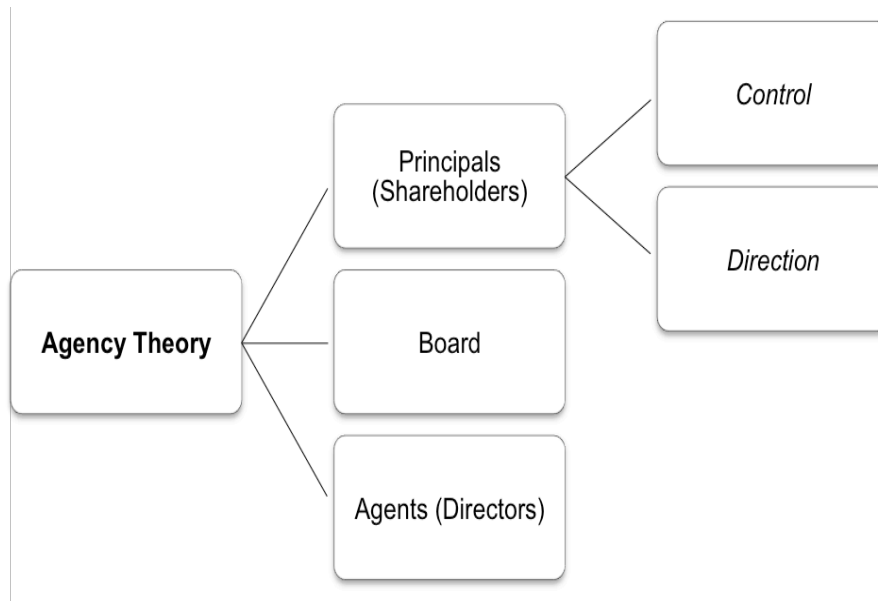 Agency Theory
Principals
(Shareholders)
Board
Agents (Directors)
Control
Direction